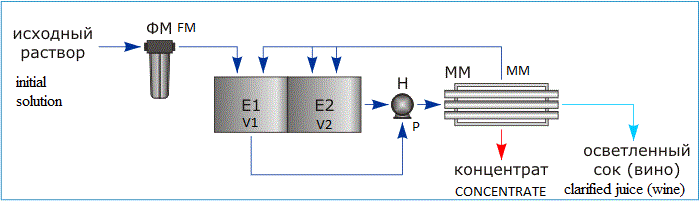 исходный
раствор
initial
solution
ФМ FM
E1
V1
E2
V2
Н
P
ММ MM
концентрат
CONCENTRATE
осветленный
сок (вино)
clarified juice (wine)